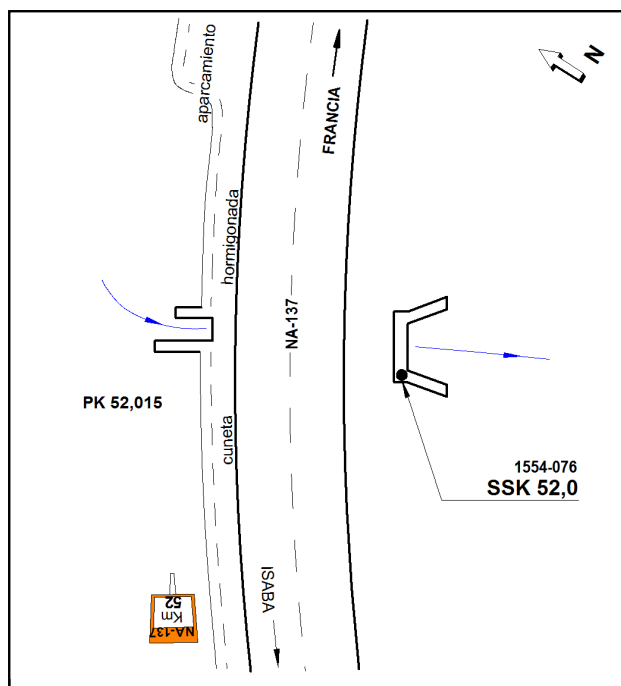 aparcamiento
N
FRANCIA
hormigonada
NA-137
PK 52,015
cuneta
1554-076
SSK 52,0
ISABA
NA-137
Km
52